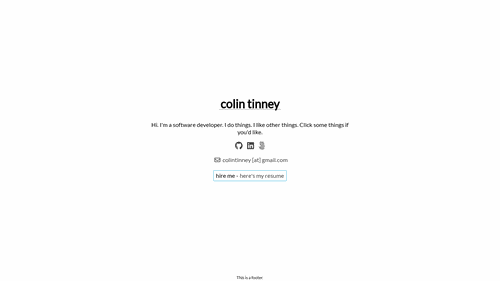 colin tinney
Hi. I'm a software developer. I do things. I like other things. Click some things if
you'd like.
colintinney [at] gmail.com
hire me - here's my resume
This is a footer.